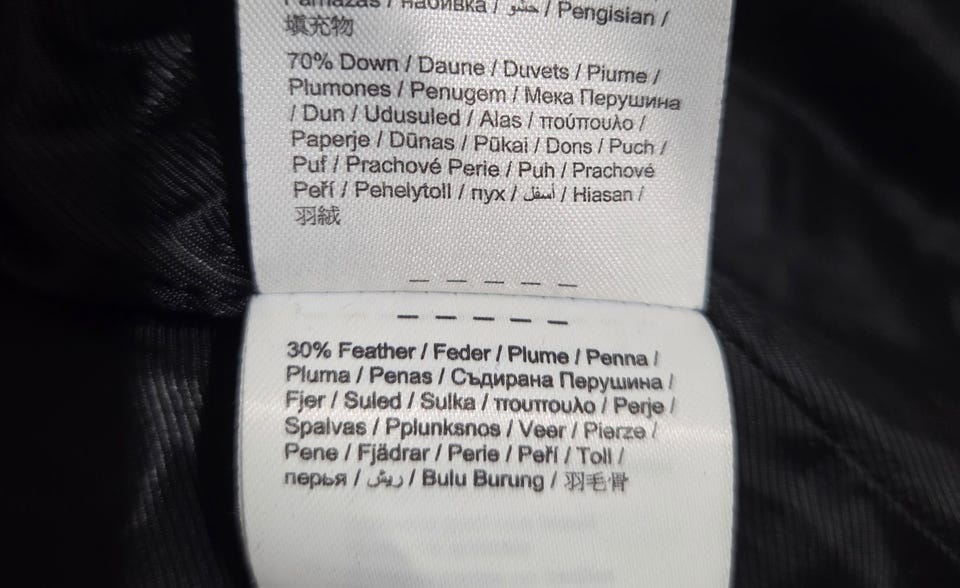 Pamazas / набивка / حشو / Pengisian /
填充物
70% Down / Daune / Duvets / Piume /
Plumones / Penugem / Мека Перушина
/ Dun / Udusuled / Alas / πούπουλο /
Paperje / Dūnas / Pūkai / Dons / Puch /
Puf / Prachové Perie / Puh / Prachové
Peří / Pehelytoll / пух / أسفل / Hiasan /
羽絨
30% Feather / Feder / Plume / Penna /
Pluma / Penas / Съдирана Перушина /
Fjer / Suled / Sulka / πουπουλο / Perje /
Spalvas / Pplunksnos / Veer / Pierze /
Pene / Fjädrar / Perie / Peří / Toll /
перья / ريش / Bulu Burung / 羽毛骨